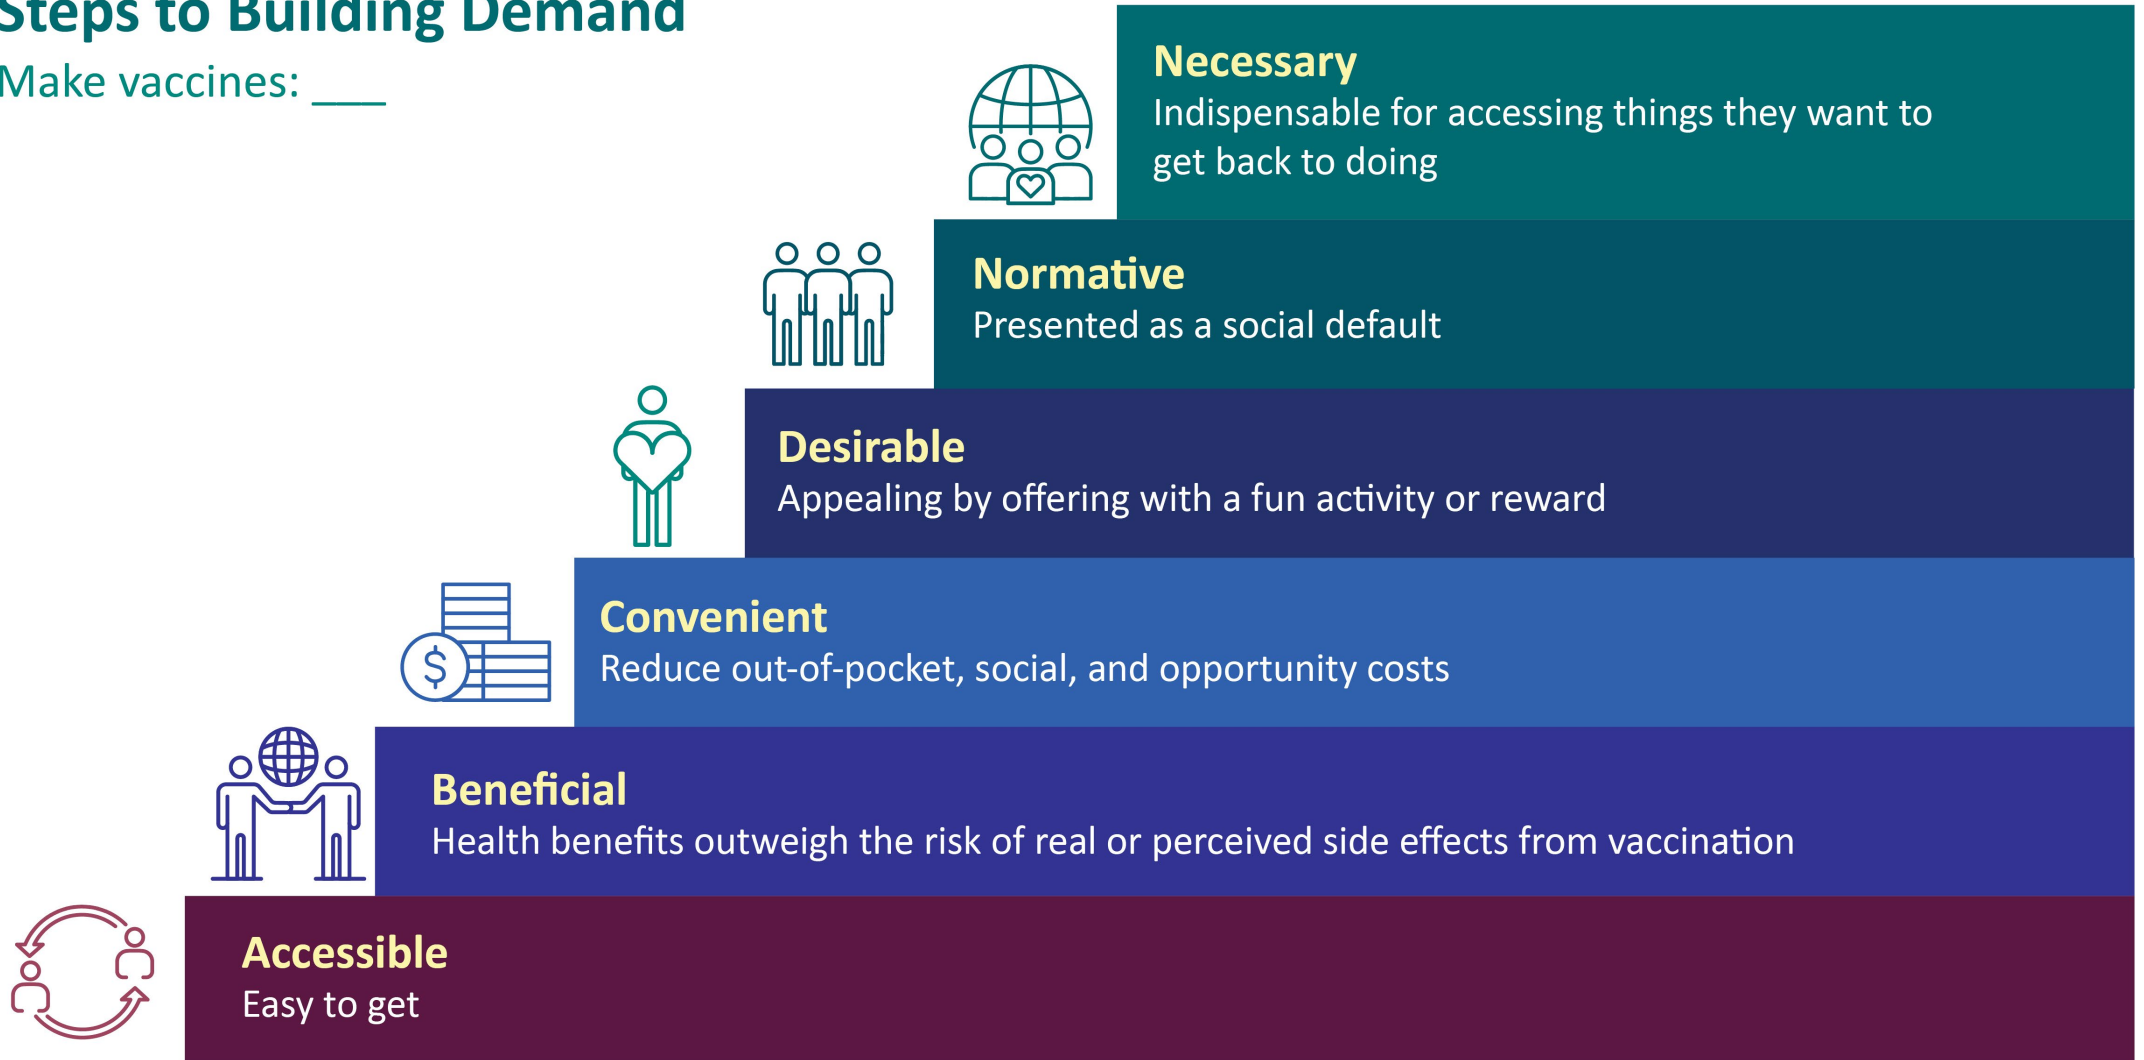 Steps to Building Demand
Make vaccines: ___
Necessary
Indispensable for accessing things they want to
get back to doing
Normative
Presented as a social default
Desirable
Appealing by offering with a fun activity or reward
Convenient
Reduce out-of-pocket, social, and opportunity costs
$
Beneficial
Health benefits outweigh the risk of real or perceived side effects from vaccination
Accessible
Easy to get